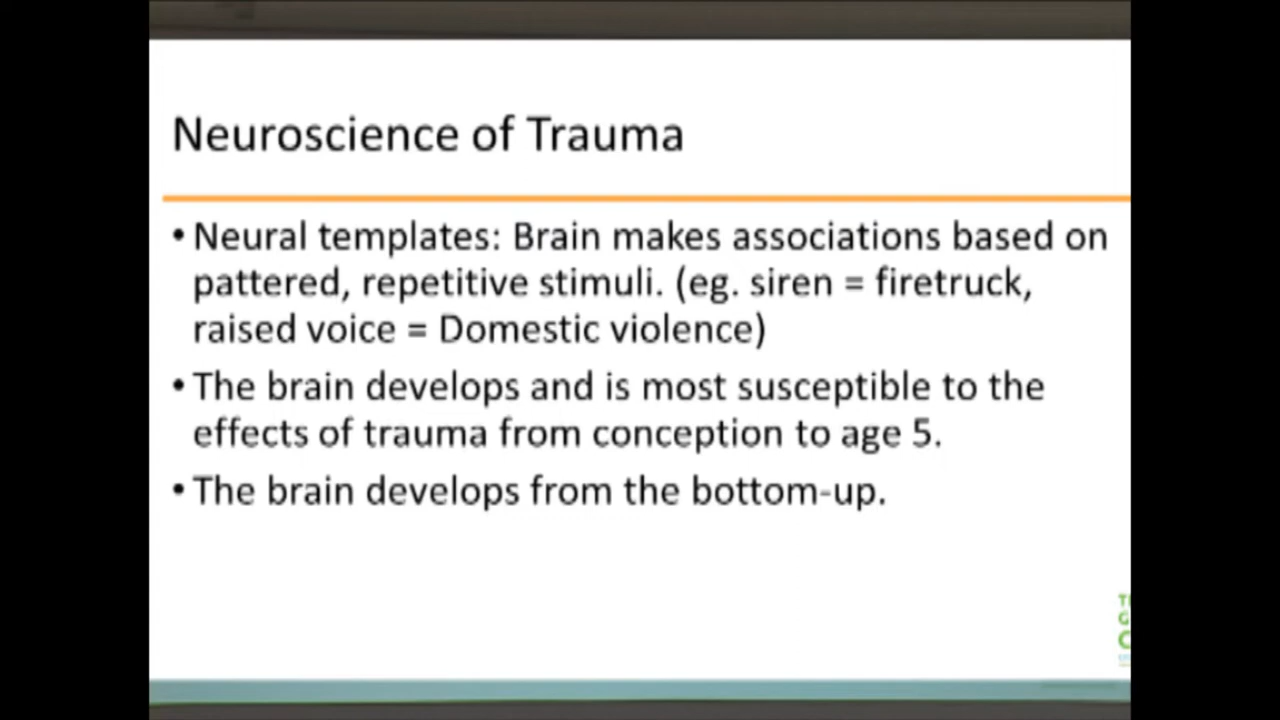 Neuroscience of Trauma
• Neural templates: Brain makes associations based on
pattered, repetitive stimuli. (eg. siren = firetruck,
raised voice = Domestic violence)
• The brain develops and is most susceptible to the
effects of trauma from conception to age 5.
• The brain develops from the bottom-up.